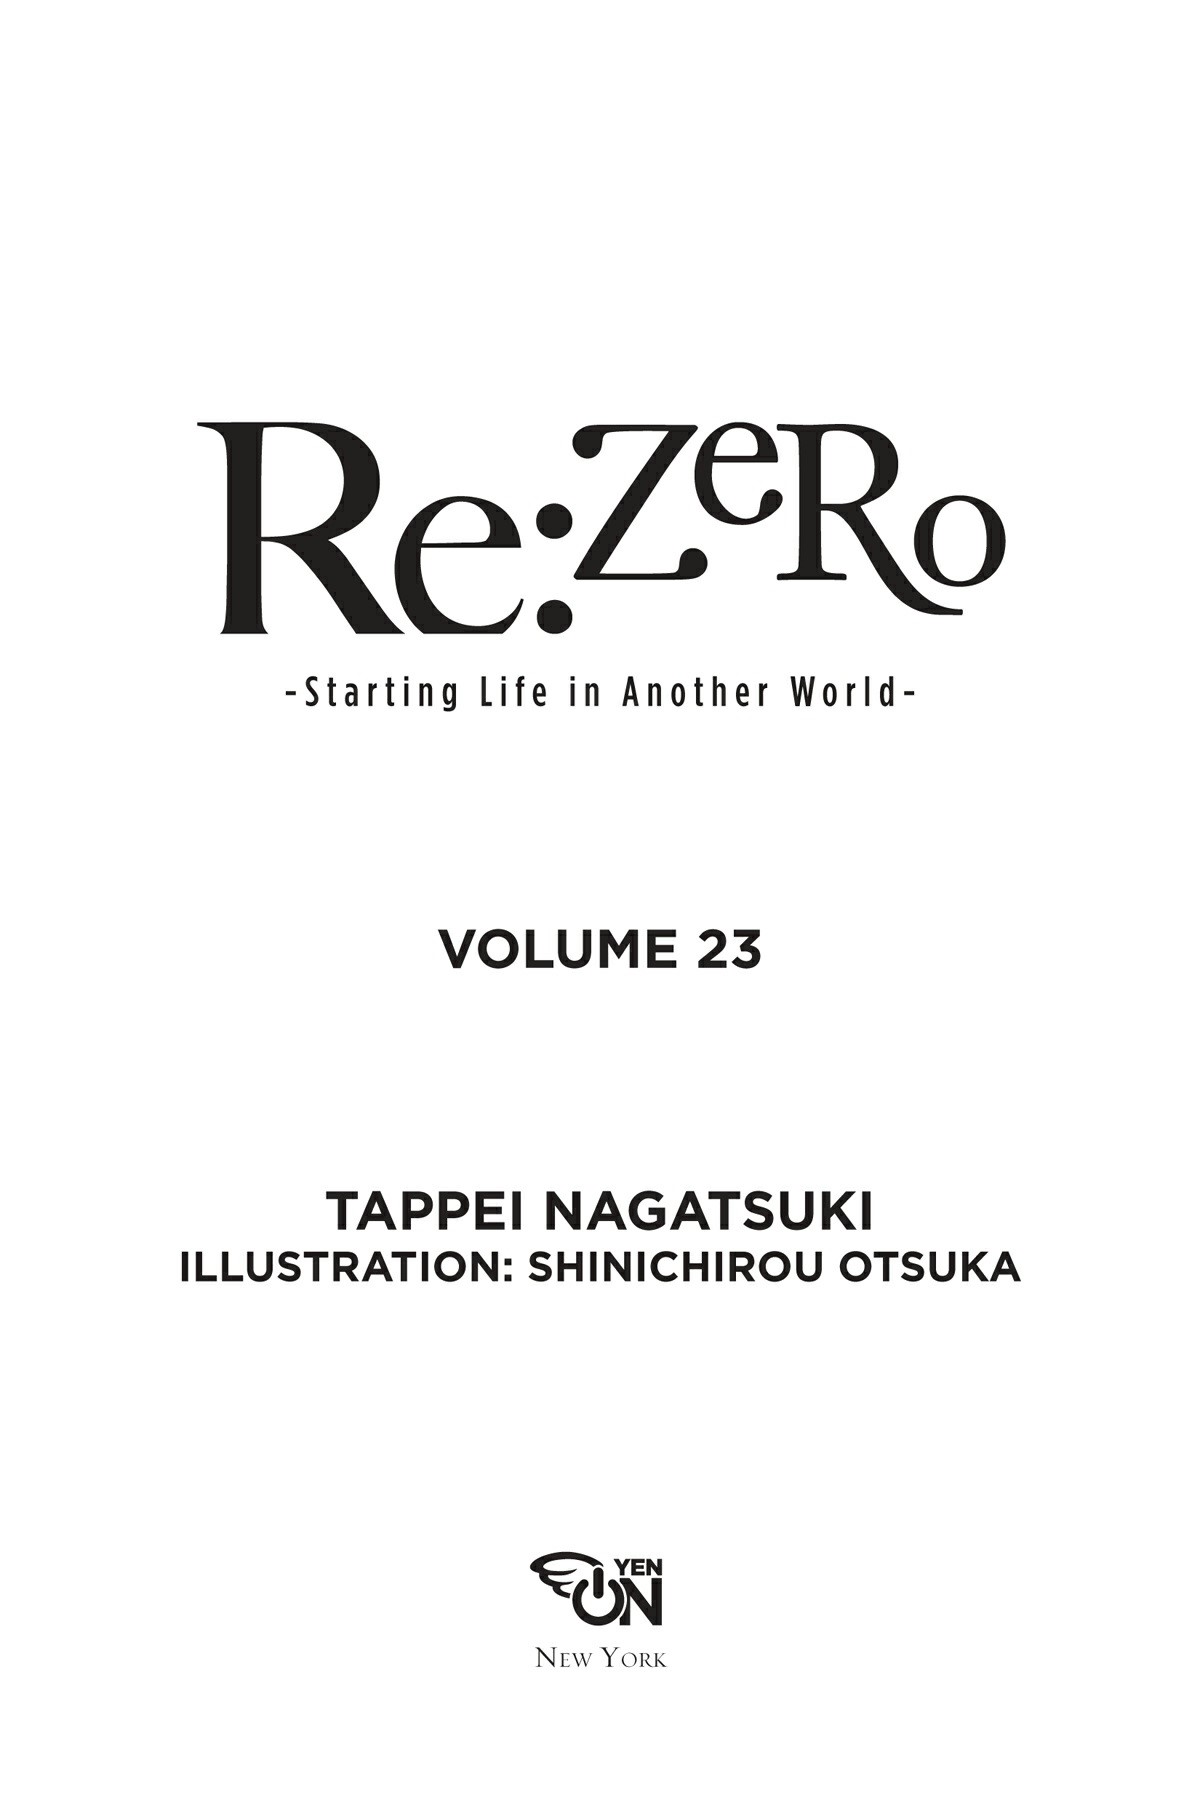 Re:ZeRo
-Starting Life in Another World-
VOLUME 23
TAPPEI NAGATSUKI
ILLUSTRATION: SHINICHIROU OTSUKA
YEN
ON
NEW YORK